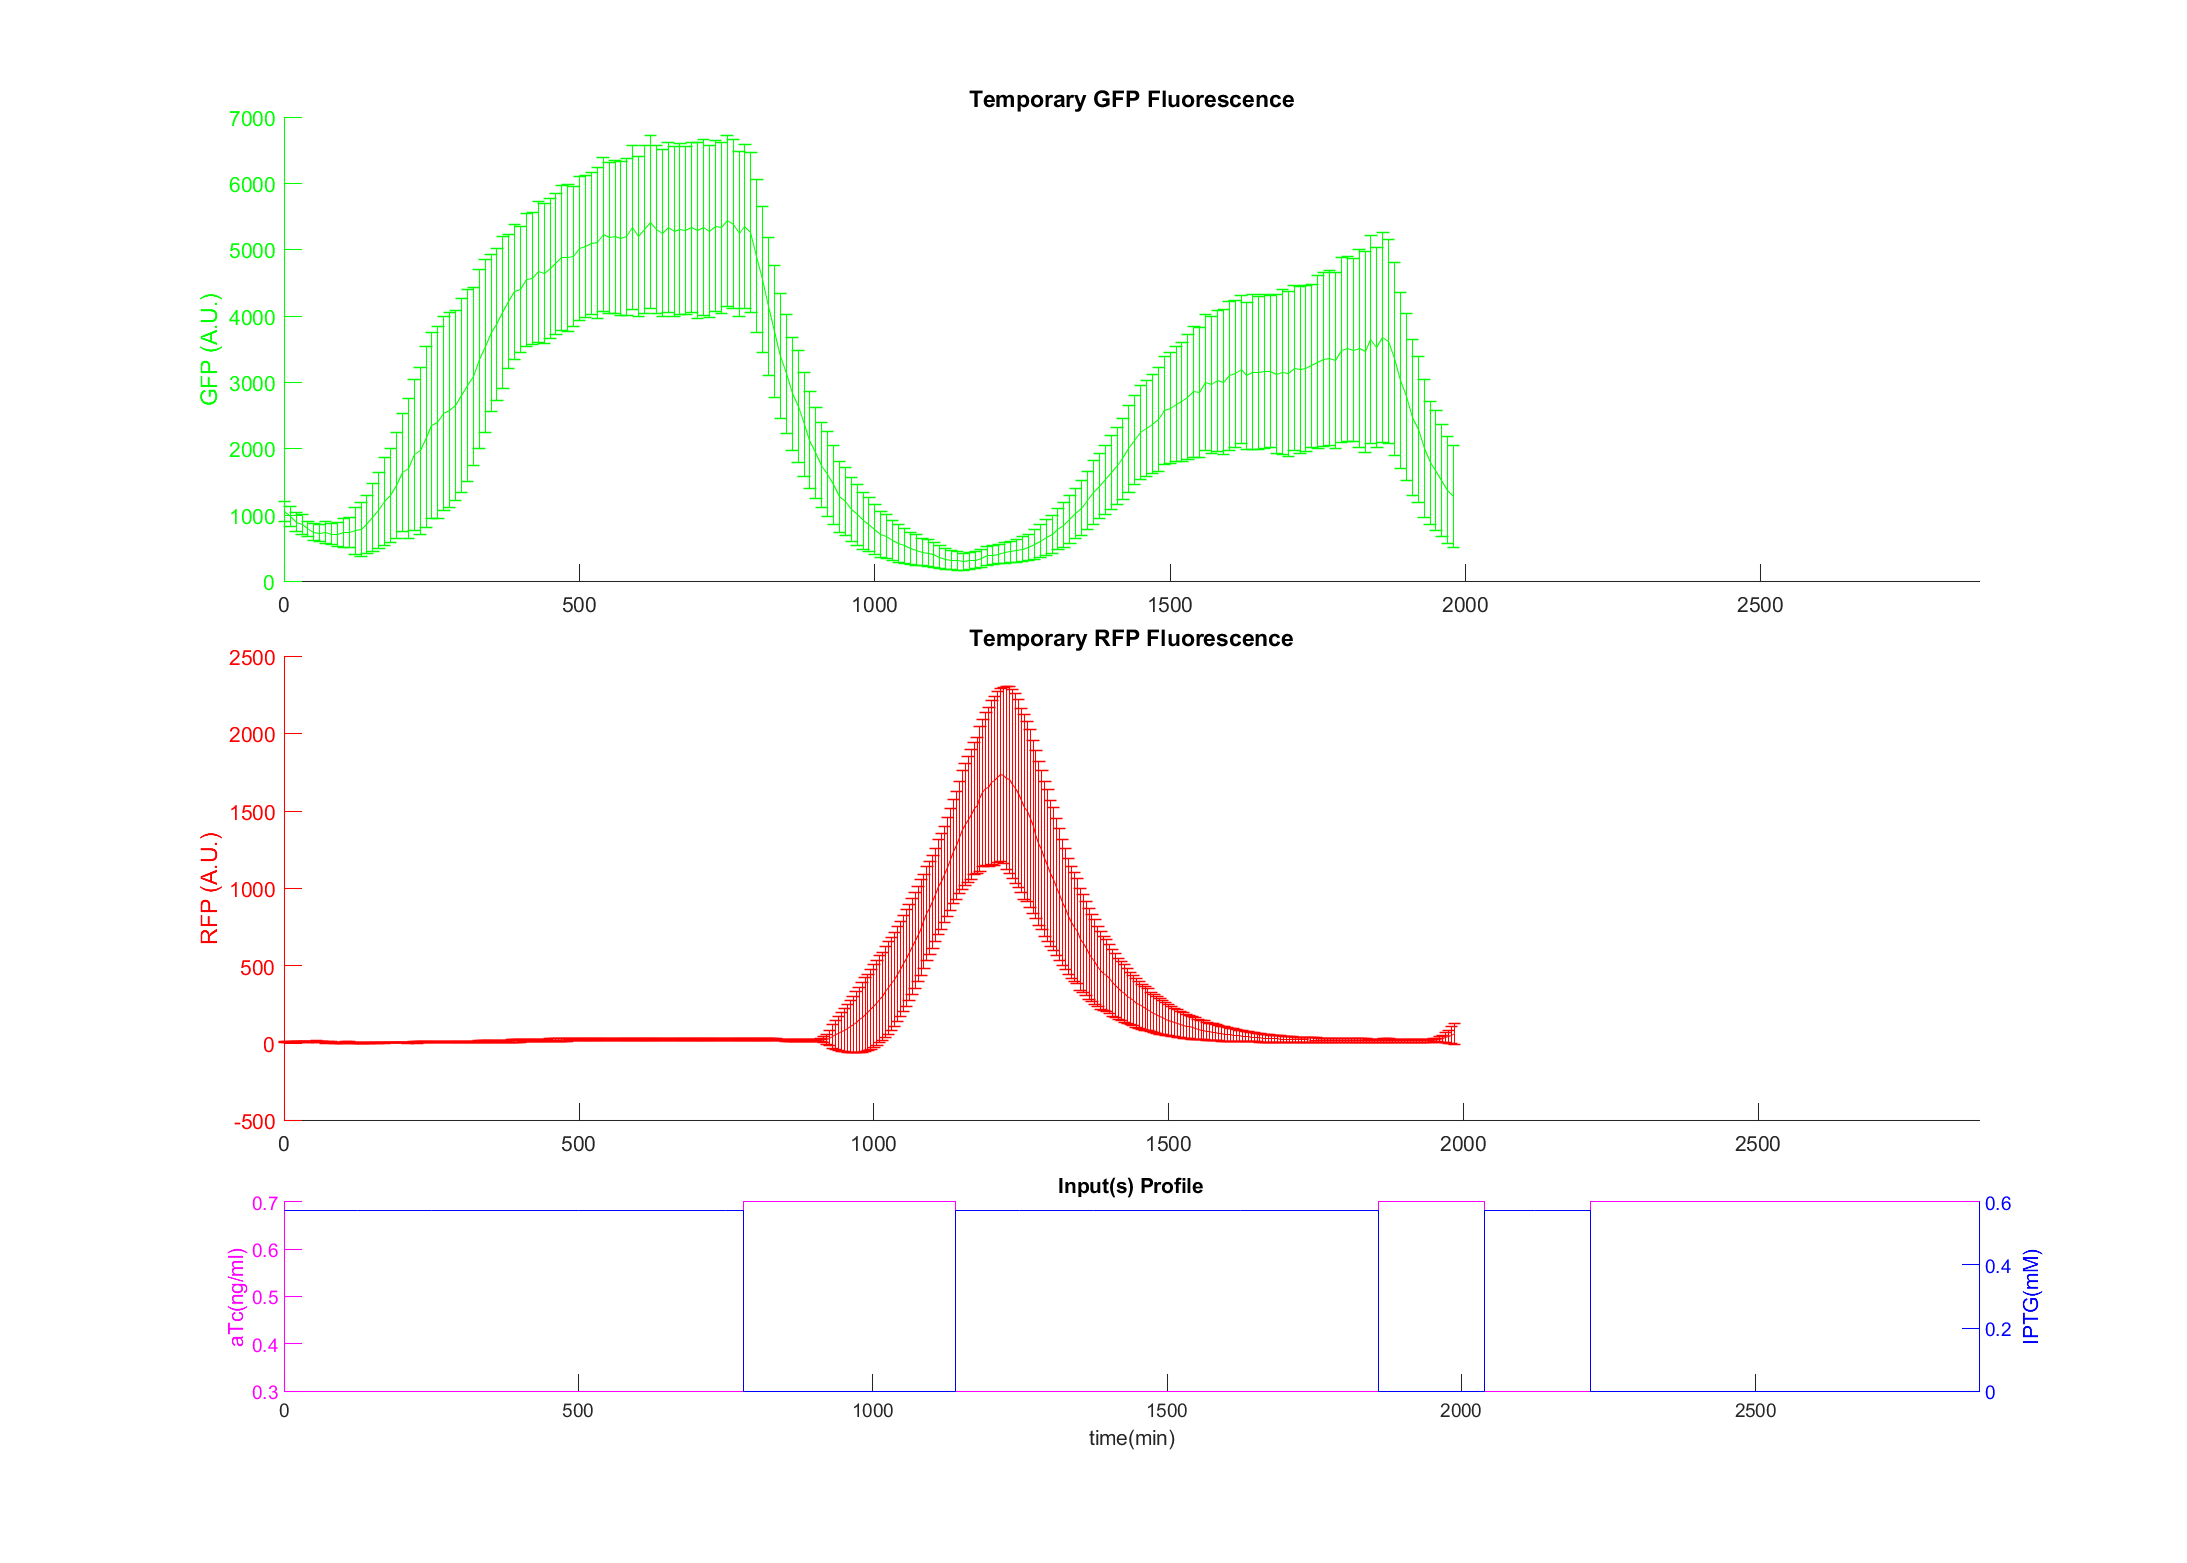 Temporary GFP Fluorescence
7000
6000
5000
4000
3000
2000
1000
0
GFP (A.U.)
0 500 1000 1500 2000 2500
Temporary RFP Fluorescence
2500
2000
1500
1000
500
0
-500
RFP (A.U.)
0 500 1000 1500 2000 2500
Input(s) Profile
0.7
0.6
0.5
0.4
0.3
aTc(ng/ml)
0.6
0.4
0.2
0
IPTG(mM)
0 500 1000 1500 2000 2500
time(min)